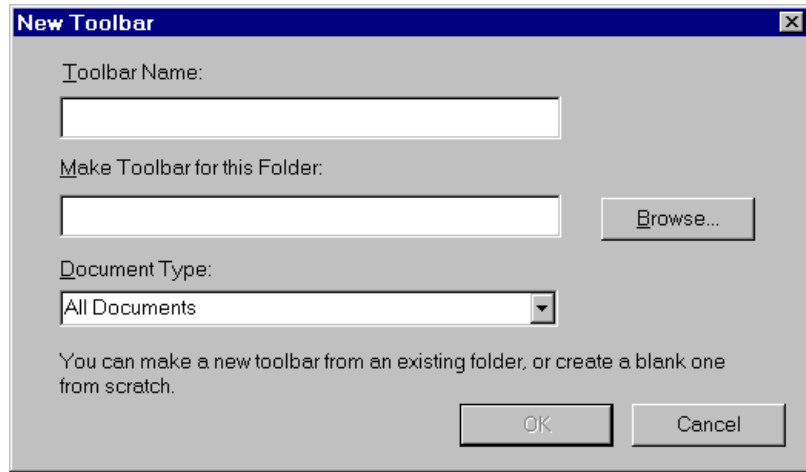 New Toolbar
Toolbar Name:
Make Toolbar for this Folder:
Browse...
Document Type:
All Documents
You can make a new toolbar from an existing folder, or create a blank one
from scratch.
OK
Cancel